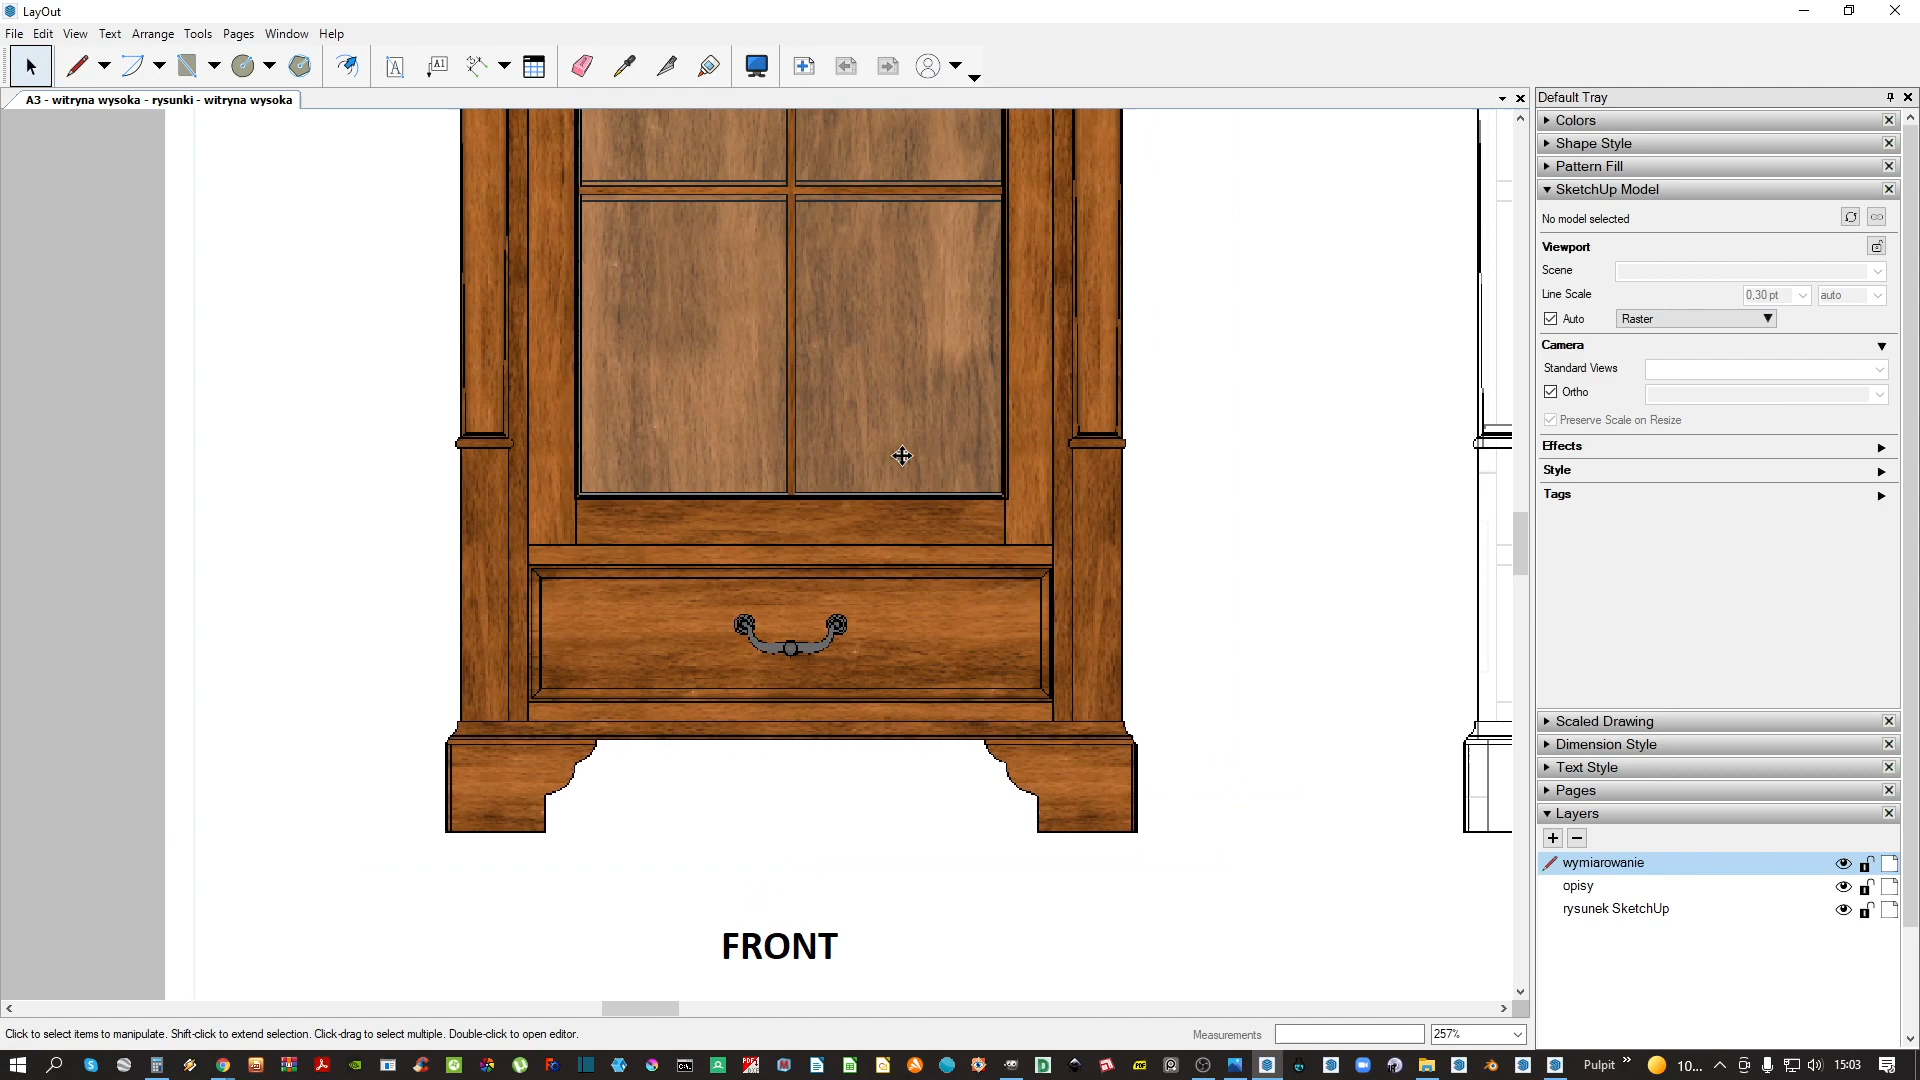 LayOut
File Edit View Text Arrange Tools Pages Window Help
A3 - witryna wysoka - rysunki - witryna wysoka
Default Tray
Colors
Shape Style
Pattern Fill
SketchUp Model
No model selected
Viewport
Scene
Line Scale 0,30 pt auto
Auto Raster
Camera
Standard Views
Ortho
Preserve Scale on Resize
Effects
Style
Tags
Scaled Drawing
Dimension Style
Text Style
Pages
Layers
wymiarowanie
opisy
rysunek SketchUp
FRONT
Click to select items to manipulate. Shift-click to extend selection. Click-drag to select multiple. Double-click to open editor.
Measurements 257%
Pulpit 10... 15:03